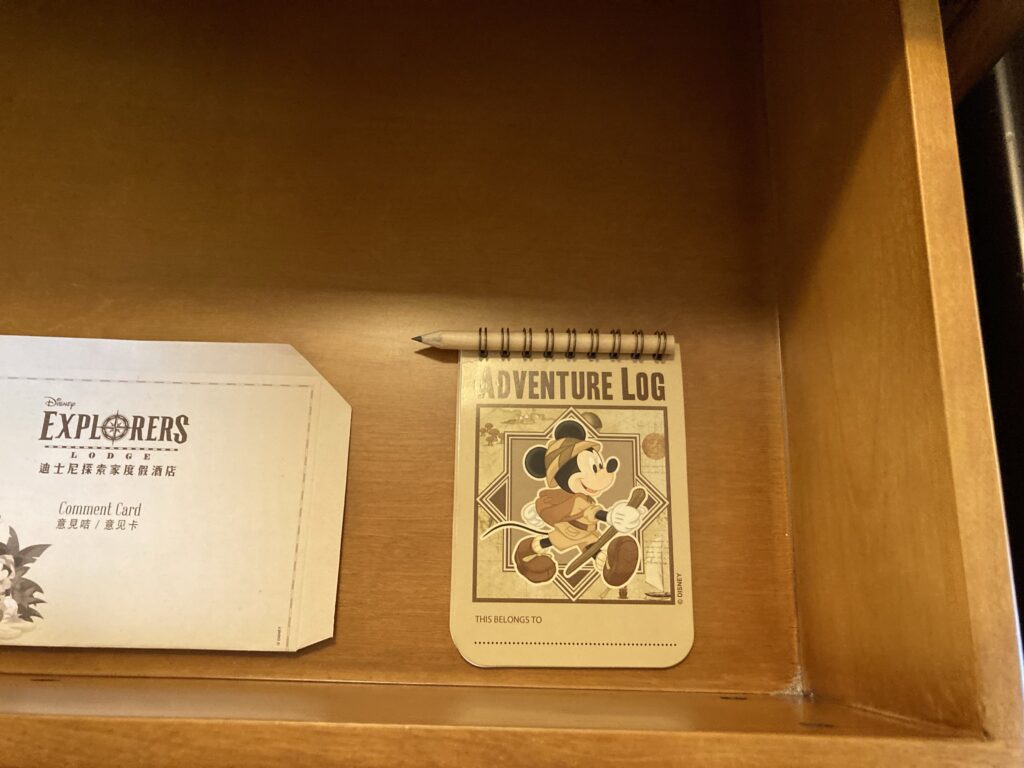 Disney
EXPLORERS
LODGE
迪士尼探索家度假酒店
Comment Card
意見咭 / 意见卡
© DISNEY
ADVENTURE LOG
© DISNEY
THIS BELONGS TO